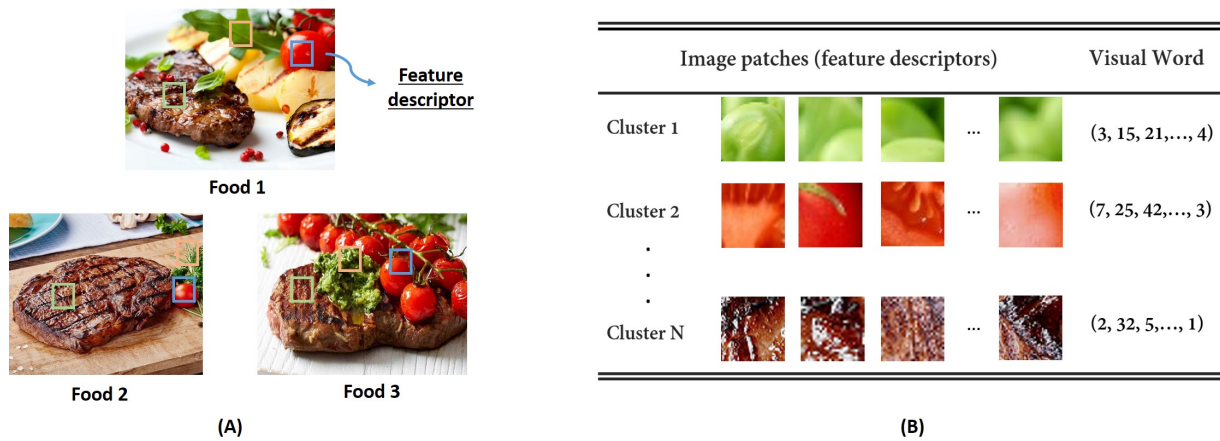 Feature
descriptor
Food 1
Food 2
Food 3
(A)
Image patches (feature descriptors) Visual Word
Cluster 1 ... (3, 15, 21,..., 4)
Cluster 2 ... (7, 25, 42,..., 3)
.
.
.
Cluster N ... (2, 32, 5,..., 1)
(B)